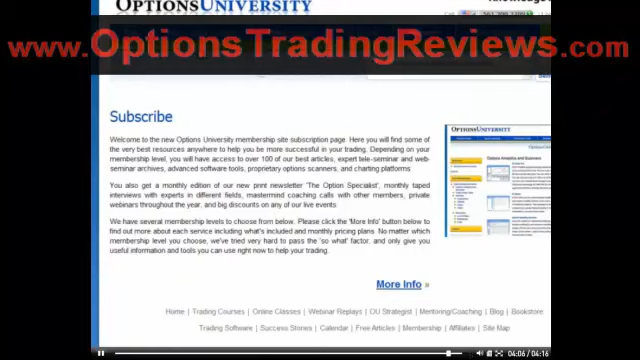 OPTIONSUNIVERSITY
www.OptionsTradingReviews.com
Subscribe
Welcome to the new Options University membership site subscription page. Here you will find some of
the very best resources anywhere to help you be more successful in your trading. Depending on your
membership level, you will have access to over 100 of our best articles, expert tele-seminar and web-
seminar archives, advanced software tools, proprietary options scanners, and charting platforms
You also get a monthly edition of our new print newsletter 'The Option Specialist', monthly taped
interviews with experts in different fields, mastermind coaching calls with other members, private
webinars throughout the year, and big discounts on any of our live events.
We have several membership levels to choose from below. Please click the 'More Info' button below to
find out more about each service including what's included and monthly pricing plans. No matter which
membership level you choose, we've tried very hard to pass the 'so what' factor, and only give you
useful information and tools you can use right now to help your trading.
OPTIONSUNIVERSITY
More Info »
Home | Trading Courses | Online Classes | Webinar Replays | OU Strategist | Mentoring/Coaching | Blog | Bookstore
Trading Software | Success Stories | Calendar | Free Articles | Membership | Affiliates | Site Map
04:06 / 04:16